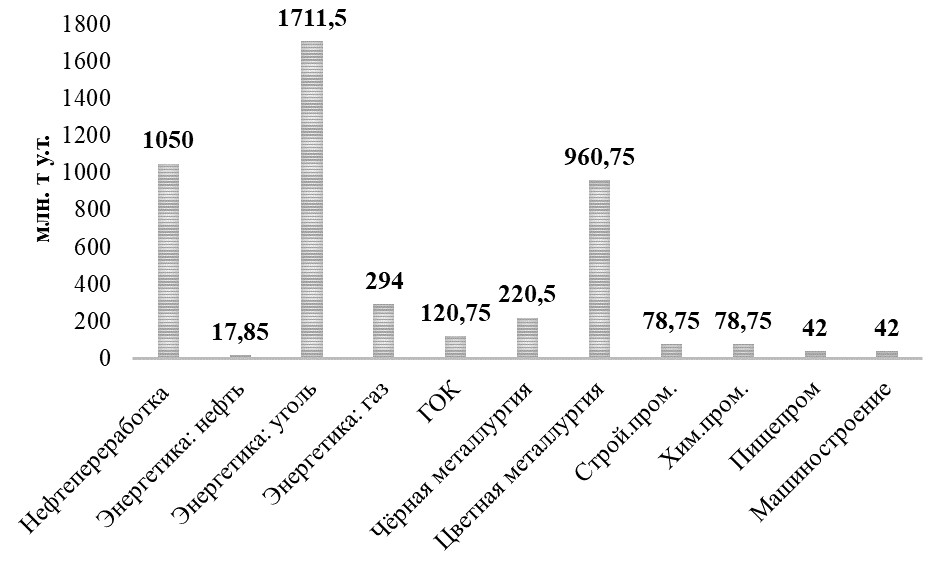 млн. т у.т.
1800
1600
1400
1200
1000
800
600
400
200
0
1050
17,85
1711,5
294
120,75
220,5
960,75
78,75
78,75
42
42
Нефтепереработка
Энергетика: нефть
Энергетика: уголь
Энергетика: газ
ГОК
Чёрная металлургия
Цветная металлургия
Строй.пром.
Хим.пром.
Пищепром
Машиностроение